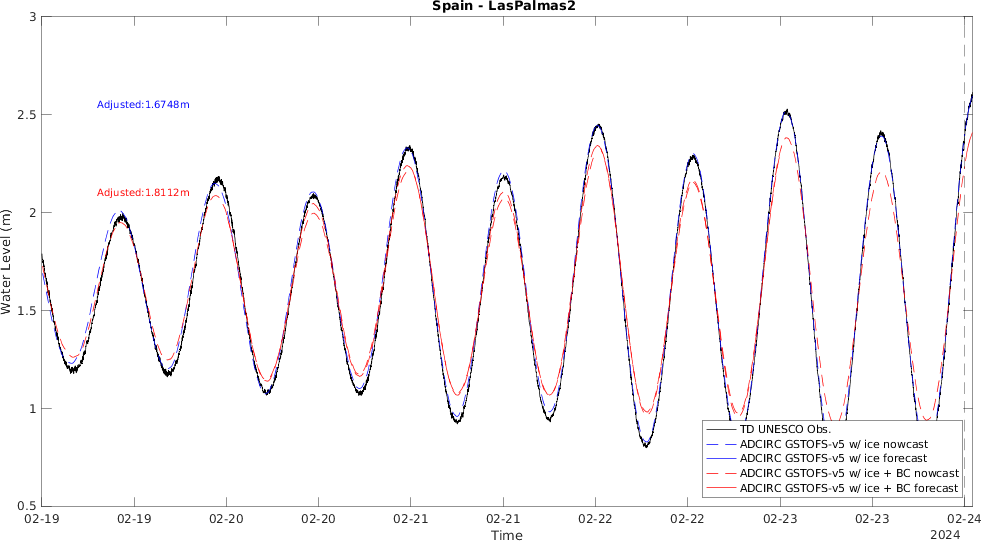 Spain - LasPalmas2
3
2.5
2
1.5
1
0.5
Water Level (m)
Adjusted:1.6748m
Adjusted:1.8112m
TD UNESCO Obs.
ADCIRC GSTOFS-v5 w/ ice nowcast
ADCIRC GSTOFS-v5 w/ ice forecast
ADCIRC GSTOFS-v5 w/ ice + BC nowcast
ADCIRC GSTOFS-v5 w/ ice + BC forecast
02-19 02-19 02-20 02-20 02-21 02-21 02-22 02-22 02-23 02-23 02-24
2024
Time